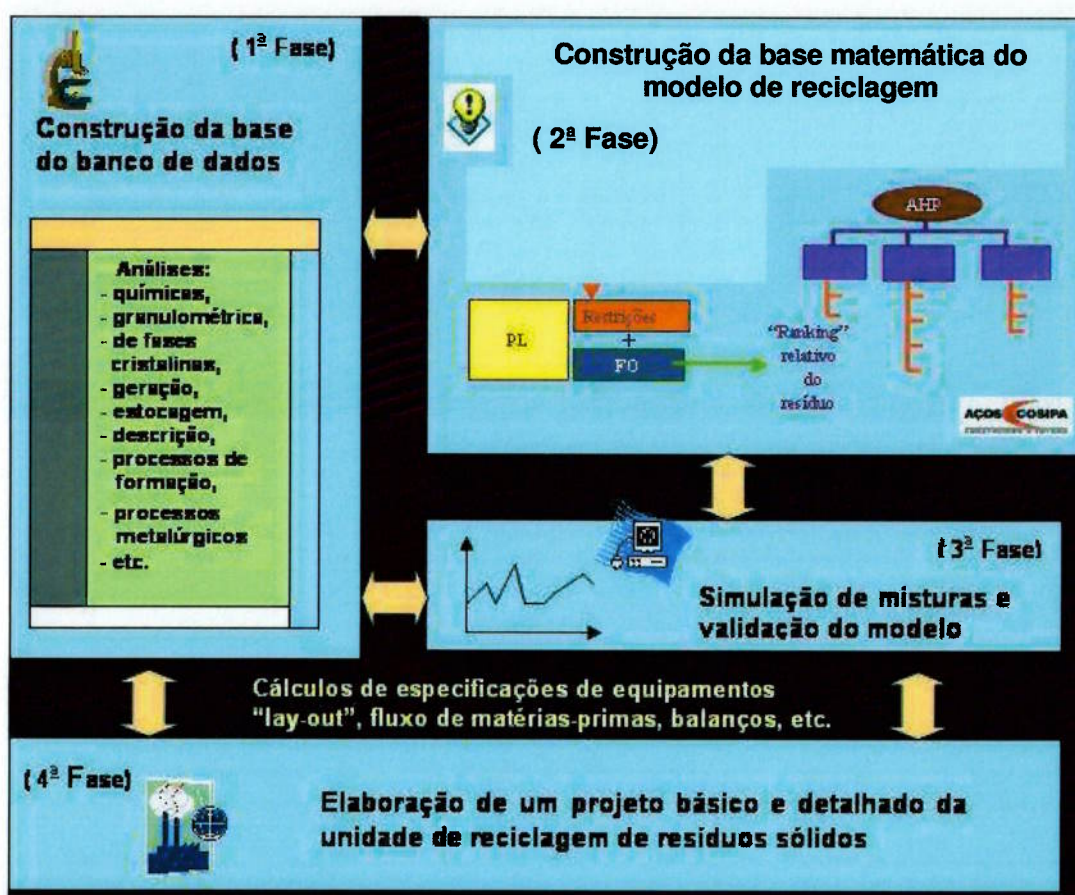 ( 1ª Fase)
Construção da base
do banco de dados
Análises:
- químicas,
- granulométrica,
- de fases
cristalinas,
- geração,
- estocagem,
- descrição,
- processos de
formação,
- processos
metalúrgicos
- etc.
Construção da base matemática do
modelo de reciclagem
( 2ª Fase)
AHP
PL
Restrições
+
FO
“Ranking”
relativo
do
resíduo
AÇOS COSIPA
( 3ª Fase)
Simulação de misturas e
validação do modelo
Cálculos de especificações de equipamentos
“lay-out”, fluxo de matérias-primas, balanços, etc.
( 4ª Fase)
Elaboração de um projeto básico e detalhado da
unidade de reciclagem de resíduos sólidos